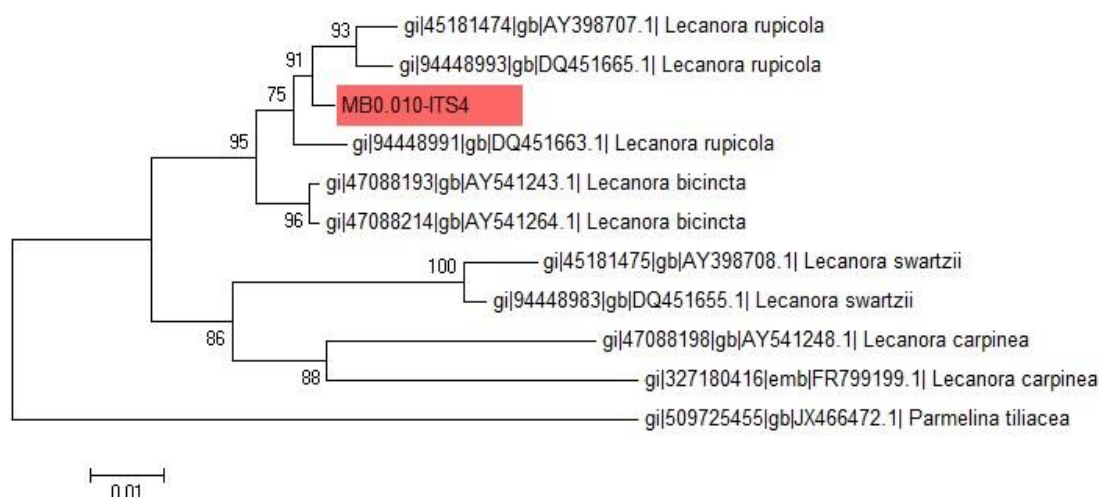 93
gi|45181474|gb|AY398707.1| Lecanora rupicola
91
gi|94448993|gb|DQ451665.1| Lecanora rupicola
75
MB0.010-ITS4
95
gi|94448991|gb|DQ451663.1| Lecanora rupicola
gi|47088193|gb|AY541243.1| Lecanora bicincta
96
gi|47088214|gb|AY541264.1| Lecanora bicincta
100
gi|45181475|gb|AY398708.1| Lecanora swartzii
gi|94448983|gb|DQ451655.1| Lecanora swartzii
86
gi|47088198|gb|AY541248.1| Lecanora carpinea
88
gi|327180416|emb|FR799199.1| Lecanora carpinea
gi|509725455|gb|JX466472.1| Parmelina tiliacea
0.01